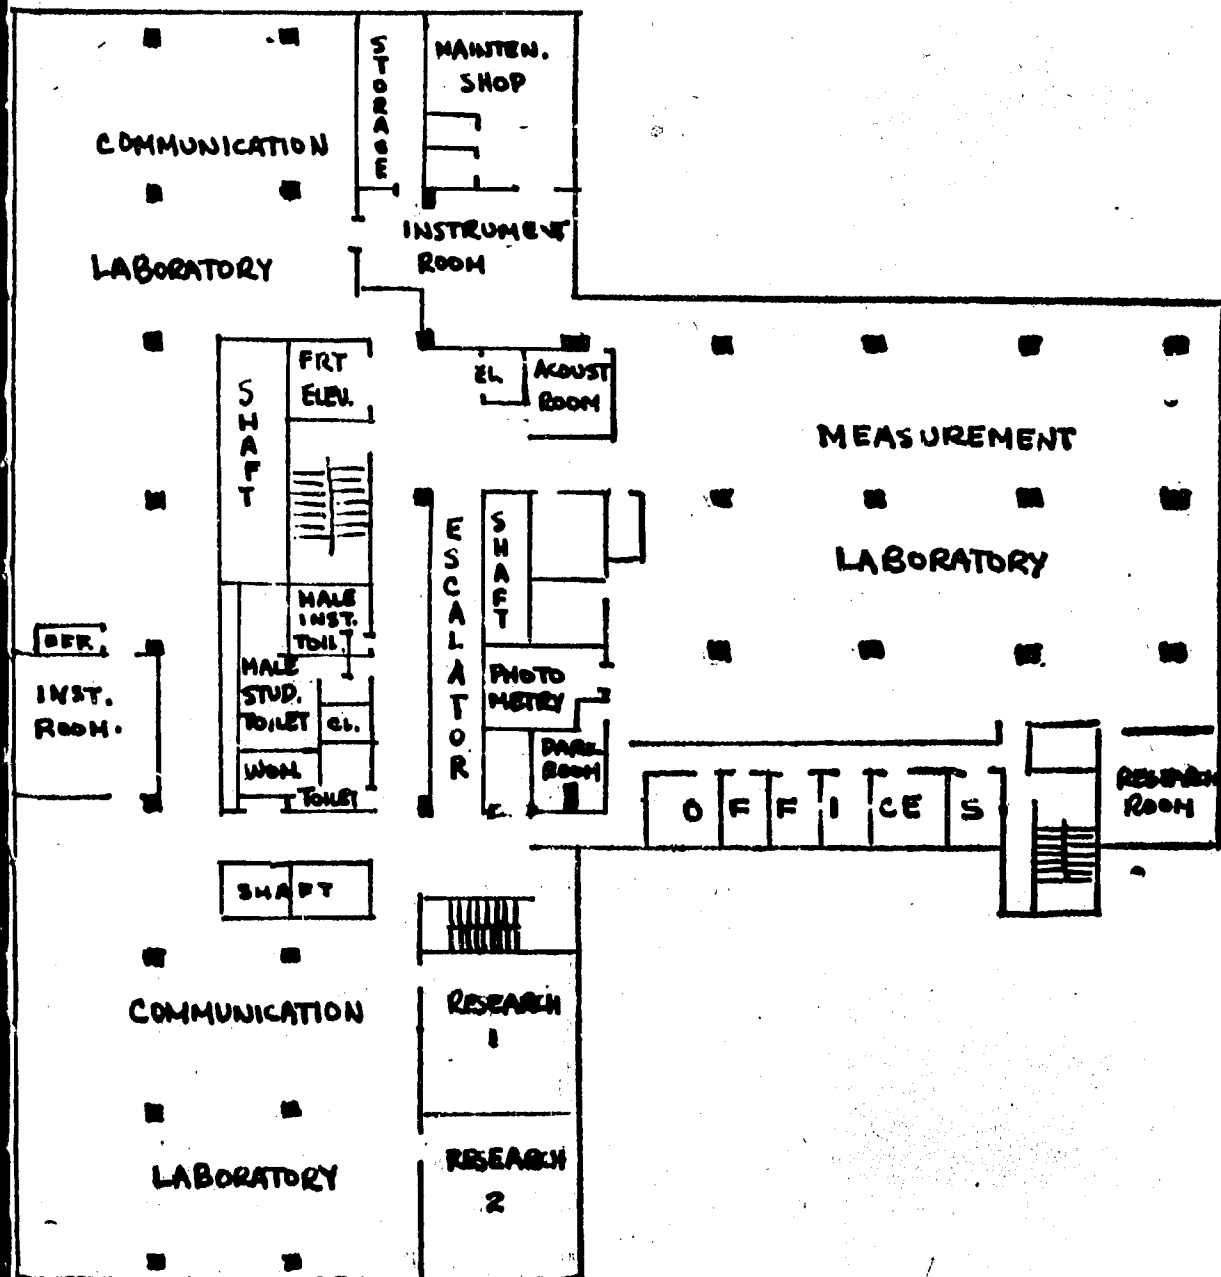 STORAGE
MAINTEN.
SHOP
COMMUNICATION
LABORATORY
INSTRUMENT
ROOM
SHAFT
FRT
ELEV.
EL.
ACOUST
ROOM
MEASUREMENT
LABORATORY
ESCALATOR
SHAFT
MALE
INST.
TOIL.
INST.
ROOM.
MALE
STUD.
TOILET
CL.
WOM.
TOILET
PHOTO
METRY
DARK
ROOM
OFFICES
RESEARCH
ROOM
SHAFT
COMMUNICATION
LABORATORY
RESEARCH
1
RESEARCH
2